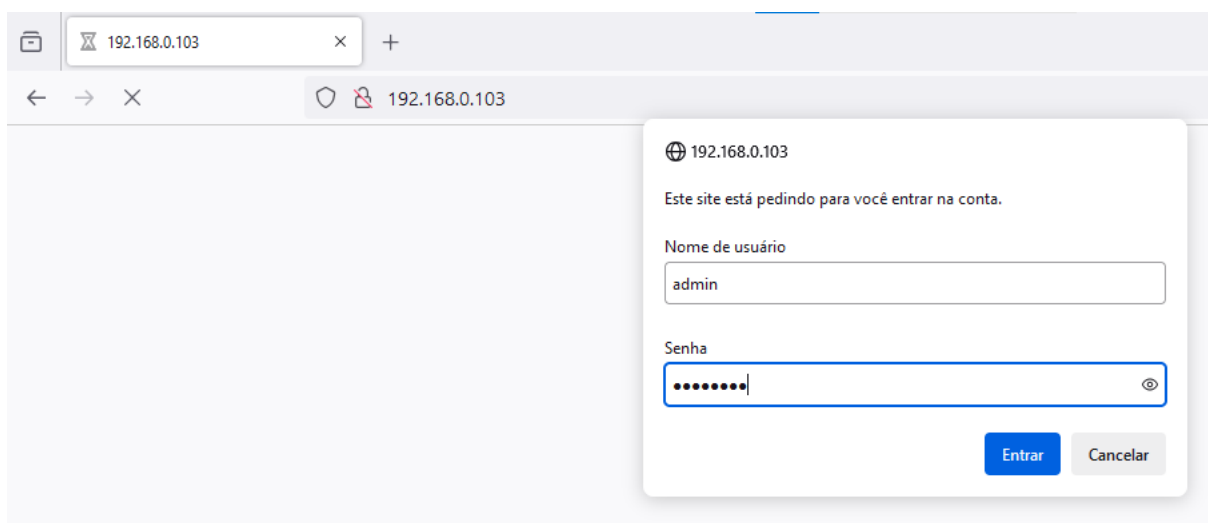 192.168.0.103
192.168.0.103
192.168.0.103
Este site está pedindo para você entrar na conta.
Nome de usuário
admin
Senha
••••••••
Entrar Cancelar